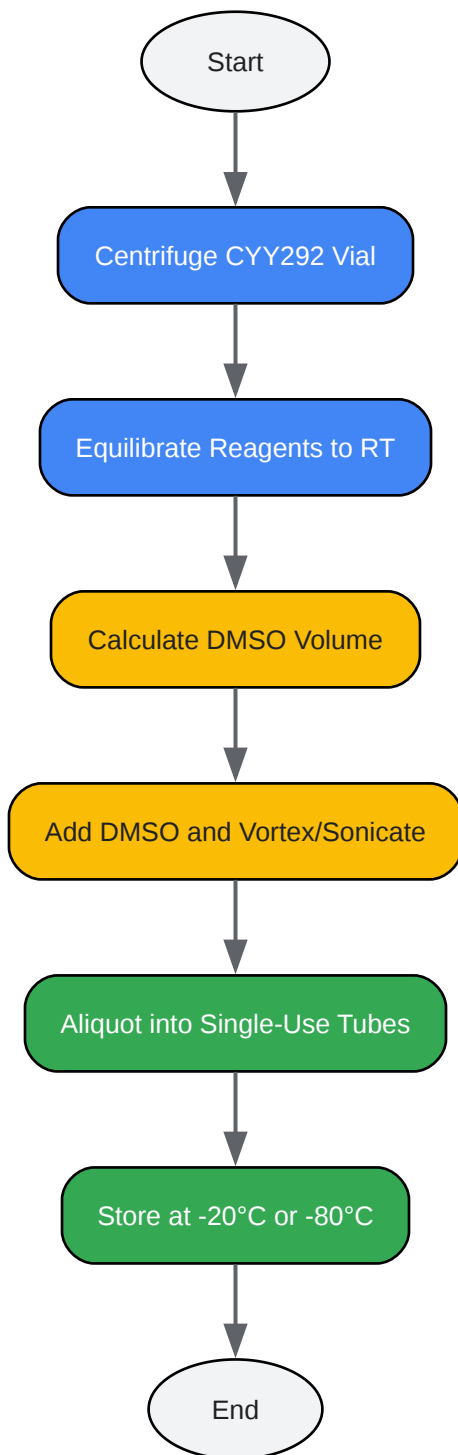 Start
Centrifuge CYY292 Vial
Equilibrate Reagents to RT
Calculate DMSO Volume
Add DMSO and Vortex/Sonicate
Aliquot into Single-Use Tubes
Store at -20°C or -80°C
End